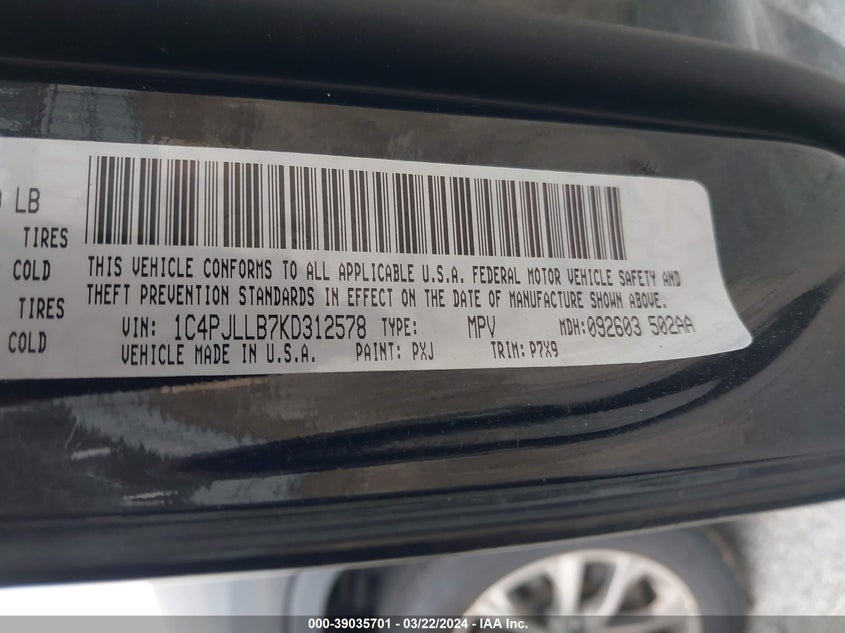 LB
TIRES
COLD
TIRES
COLD
THIS VEHICLE CONFORMS TO ALL APPLICABLE U.S.A. FEDERAL MOTOR VEHICLE SAFETY AND
THEFT PREVENTION STANDARDS IN EFFECT ON THE DATE OF MANUFACTURE SHOWN ABOVE.
VIN: 1C4PJLLB7KD312578 TYPE: MPV MDH:092603 502AA
VEHICLE MADE IN U.S.A. PAINT: PXJ TRIM: P7X9
000-39035701 - 03/22/2024 - IAA Inc.